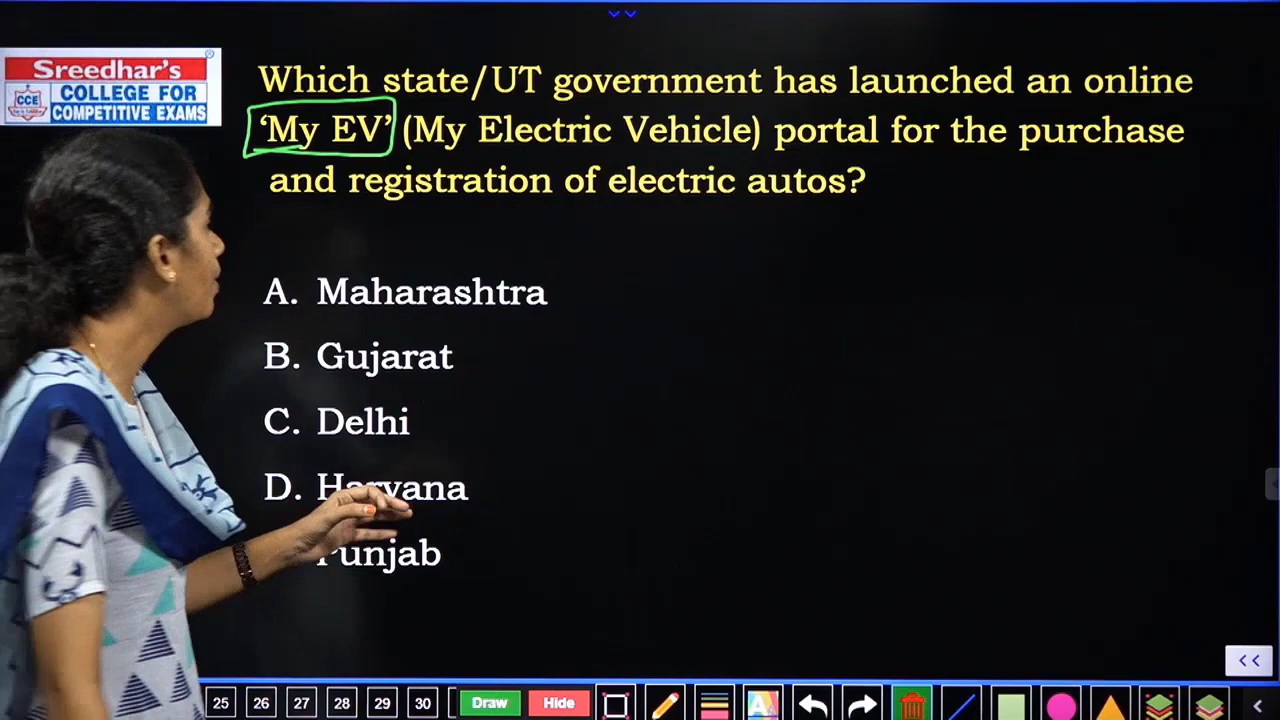 Sreedhar's
CCE
COLLEGE FOR
COMPETITIVE EXAMS
Which state/UT government has launched an online
‘My EV’ (My Electric Vehicle) portal for the purchase
and registration of electric autos?
A. Maharashtra
B. Gujarat
C. Delhi
D. Haryana
Punjab
25 26 27 28 29 30 Draw Hide